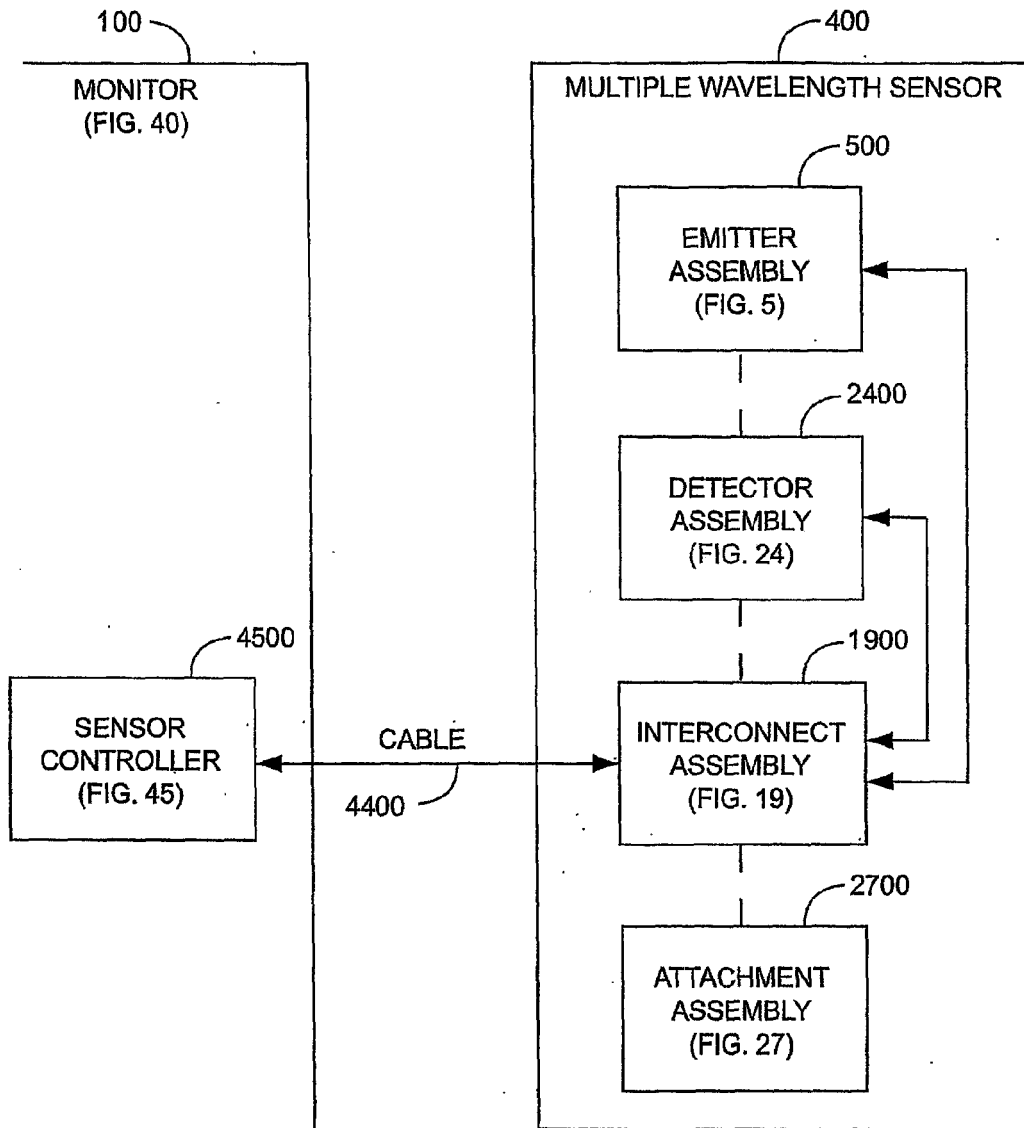 100
400
MONITOR
(FIG. 40)
MULTIPLE WAVELENGTH SENSOR
500
EMITTER
ASSEMBLY
(FIG. 5)
2400
DETECTOR
ASSEMBLY
(FIG. 24)
4500
1900
SENSOR
CONTROLLER
(FIG. 45)
CABLE
4400
INTERCONNECT
ASSEMBLY
(FIG. 19)
2700
ATTACHMENT
ASSEMBLY
(FIG. 27)